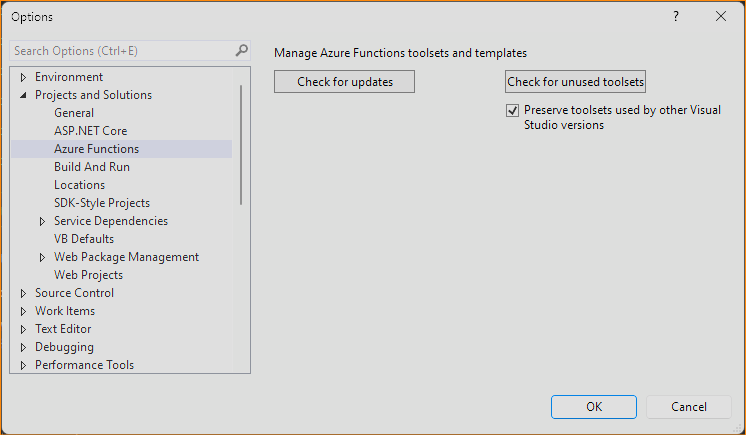 Options
?
Search Options (Ctrl+E)
Environment
Projects and Solutions
General
ASP.NET Core
Azure Functions
Build And Run
Locations
SDK-Style Projects
Service Dependencies
VB Defaults
Web Package Management
Web Projects
Source Control
Work Items
Text Editor
Debugging
Performance Tools
Manage Azure Functions toolsets and templates
Check for updates
Check for unused toolsets
Preserve toolsets used by other Visual
Studio versions
OK
Cancel